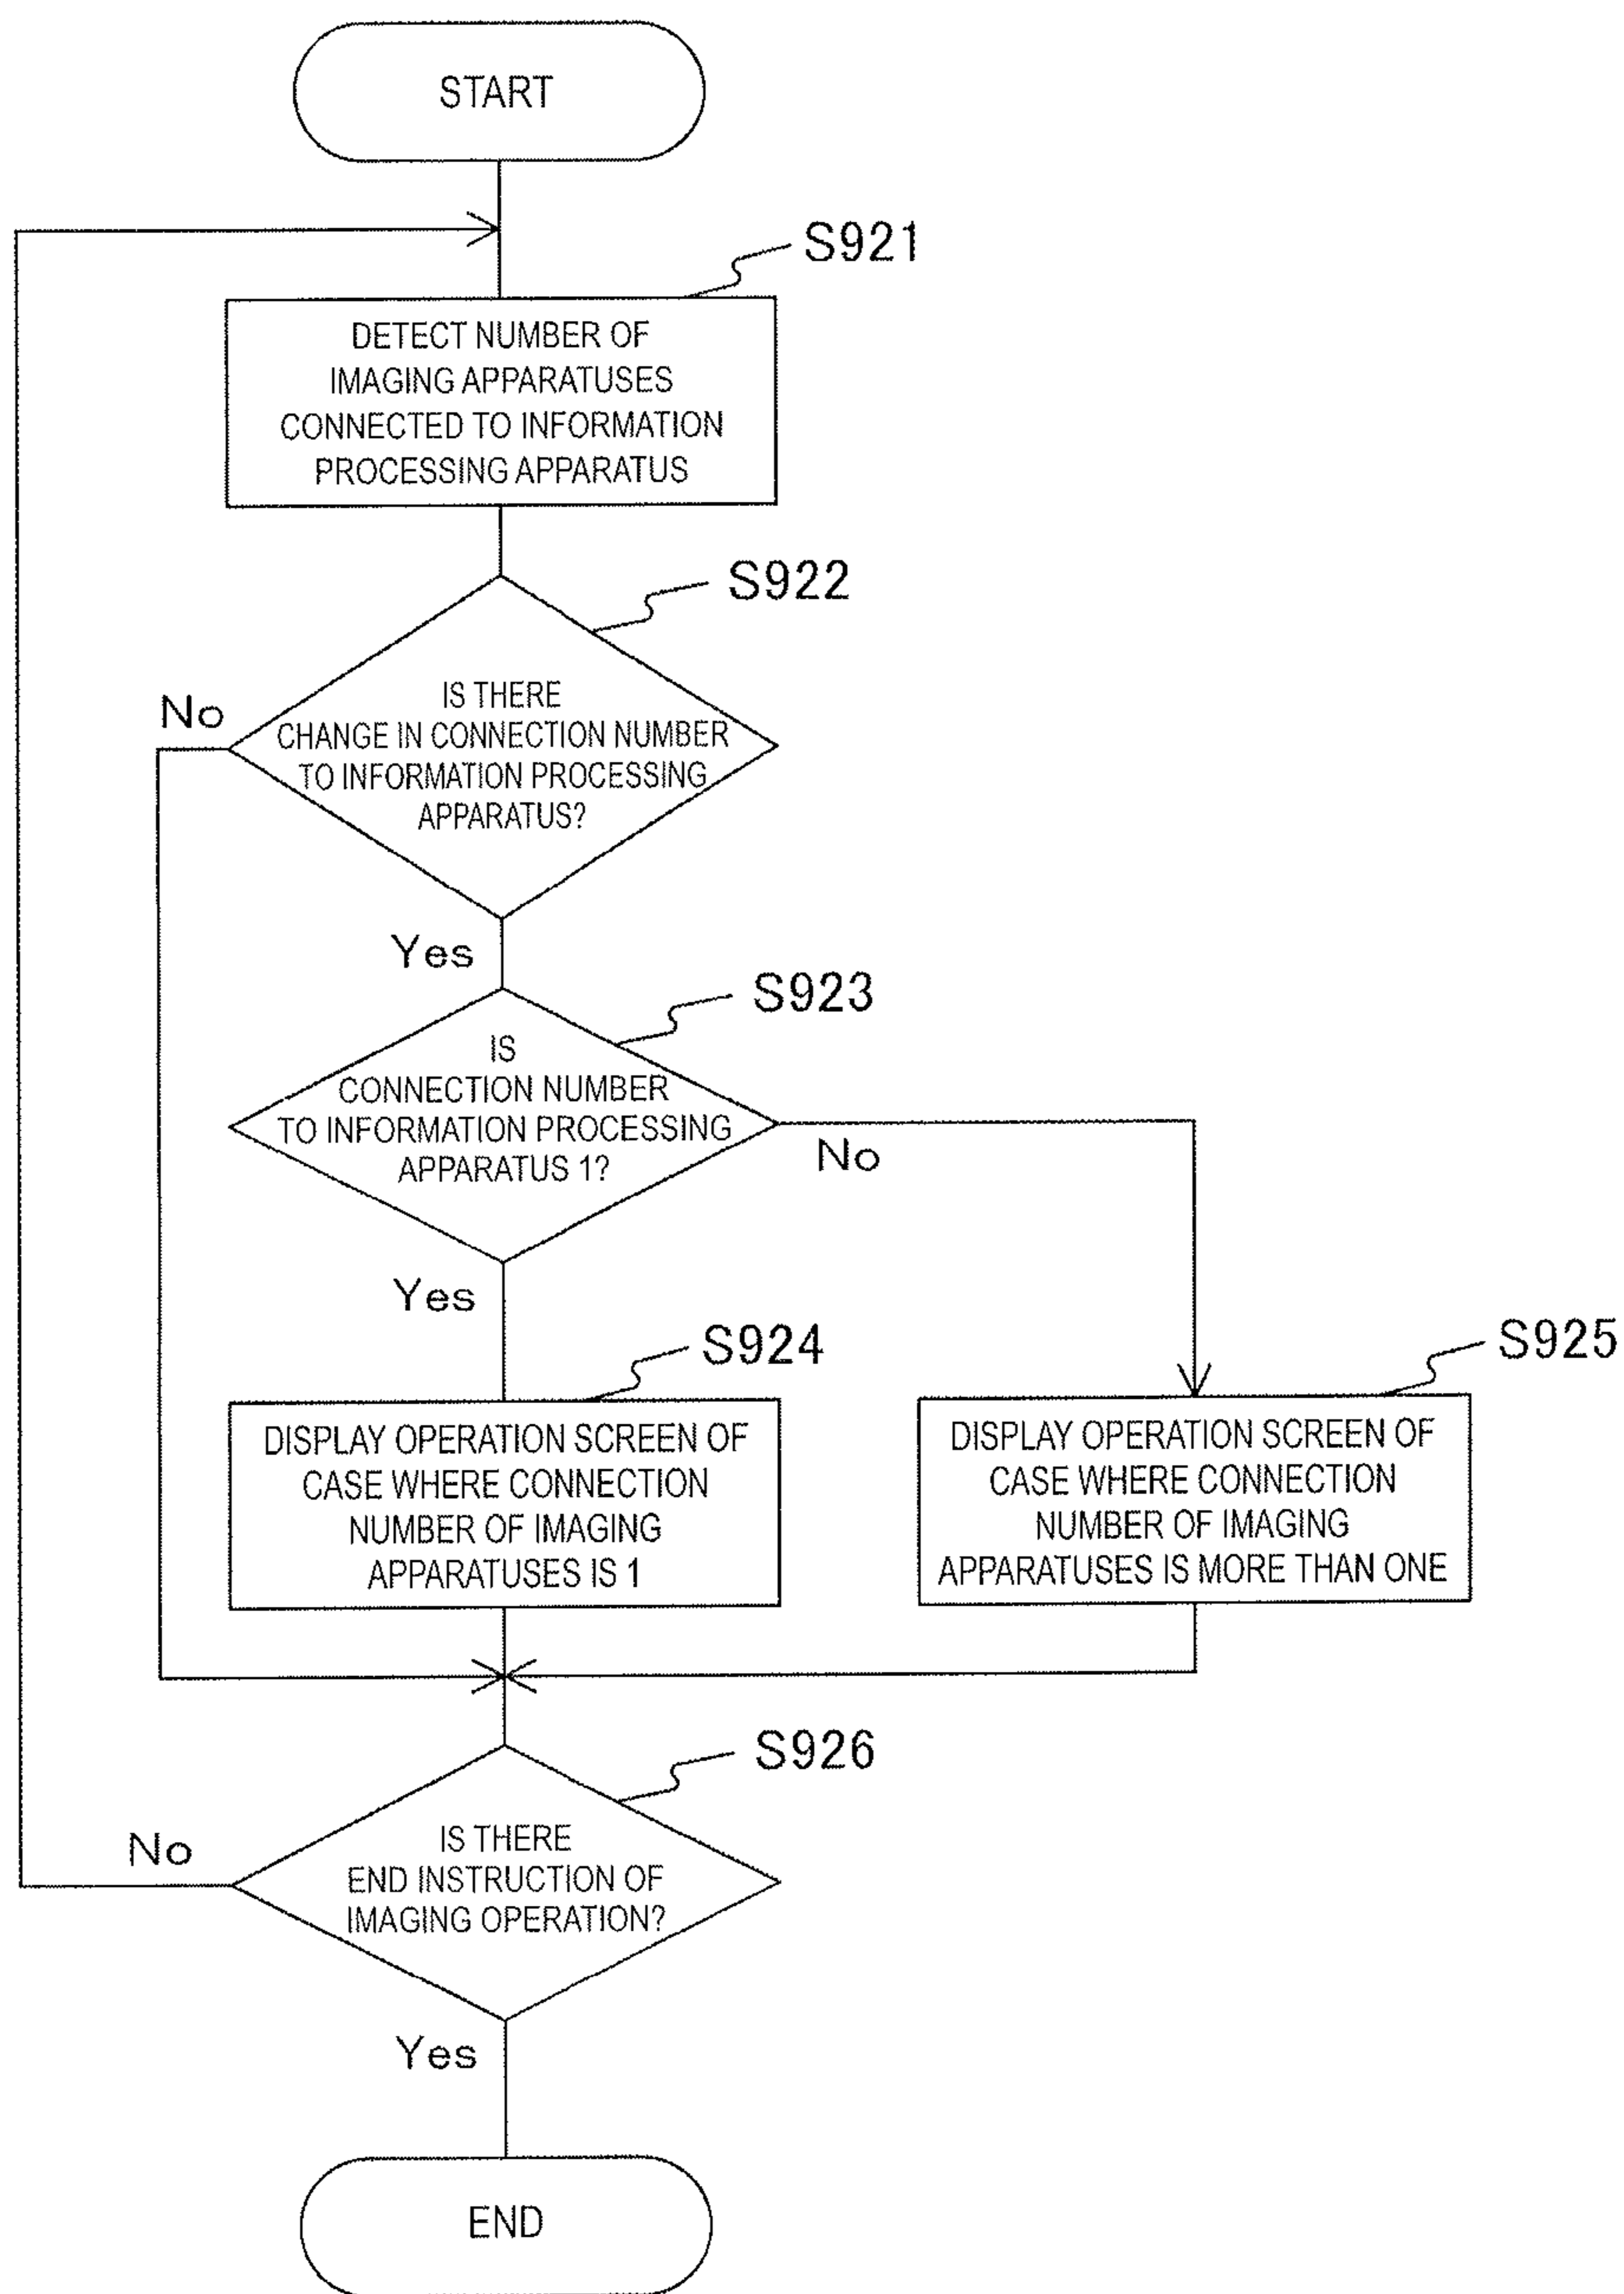 START
S921
DETECT NUMBER OF
IMAGING APPARATUSES
CONNECTED TO INFORMATION
PROCESSING APPARATUS
S922
IS THERE
CHANGE IN CONNECTION NUMBER
TO INFORMATION PROCESSING
APPARATUS?
No
Yes
S923
IS
CONNECTION NUMBER
TO INFORMATION PROCESSING
APPARATUS 1?
No
Yes
S924
DISPLAY OPERATION SCREEN OF
CASE WHERE CONNECTION
NUMBER OF IMAGING
APPARATUSES IS 1
S925
DISPLAY OPERATION SCREEN OF
CASE WHERE CONNECTION
NUMBER OF IMAGING
APPARATUSES IS MORE THAN ONE
S926
IS THERE
END INSTRUCTION OF
IMAGING OPERATION?
No
Yes
END